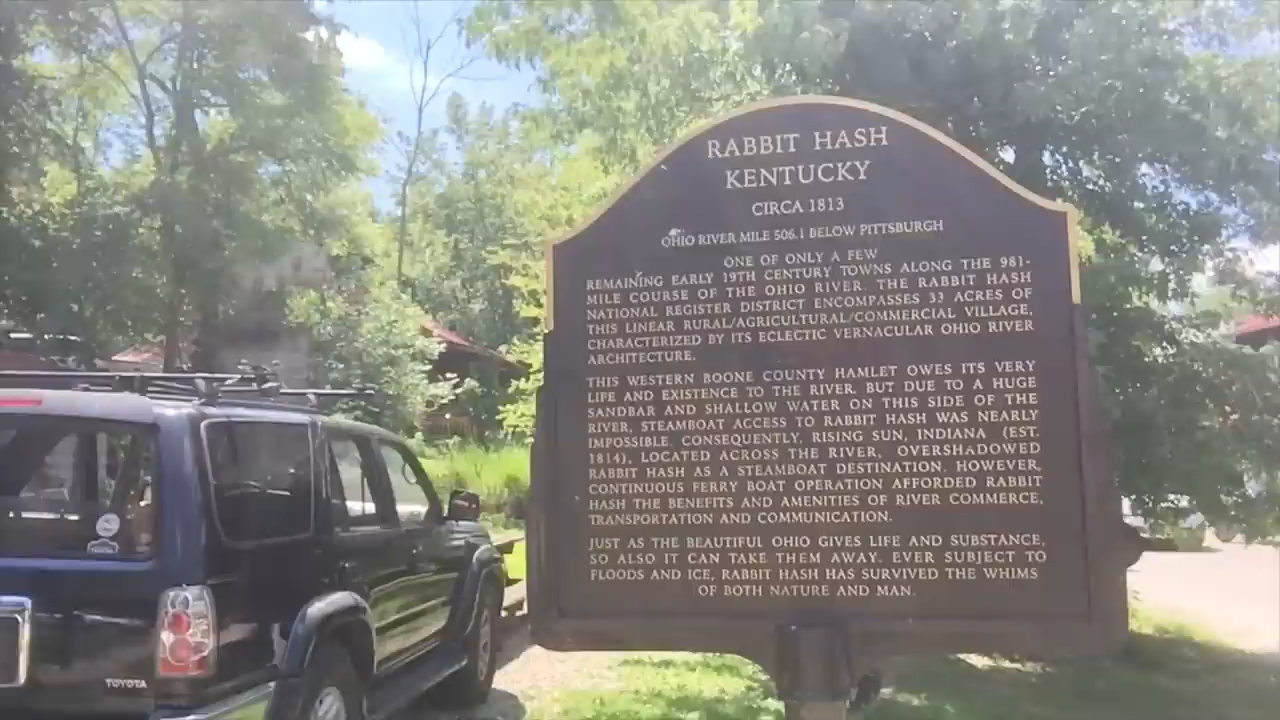 RABBIT HASH
KENTUCKY
CIRCA 1813
OHIO RIVER MILE 506.1 BELOW PITTSBURGH
ONE OF ONLY A FEW
REMAINING EARLY 19TH CENTURY TOWNS ALONG THE 981-
MILE COURSE OF THE OHIO RIVER. THE RABBIT HASH
NATIONAL REGISTER DISTRICT ENCOMPASSES 33 ACRES OF
THIS LINEAR RURAL/AGRICULTURAL/COMMERCIAL VILLAGE,
CHARACTERIZED BY ITS ECLECTIC VERNACULAR OHIO RIVER
ARCHITECTURE.
THIS WESTERN BOONE COUNTY HAMLET OWES ITS VERY
LIFE AND EXISTENCE TO THE RIVER. BUT DUE TO A HUGE
SANDBAR AND SHALLOW WATER ON THIS SIDE OF THE
RIVER, STEAMBOAT ACCESS TO RABBIT HASH WAS NEARLY
IMPOSSIBLE. CONSEQUENTLY, RISING SUN, INDIANA (EST.
1814), LOCATED ACROSS THE RIVER, OVERSHADOWED
RABBIT HASH AS A STEAMBOAT DESTINATION. HOWEVER,
CONTINUOUS FERRY BOAT OPERATION AFFORDED RABBIT
HASH THE BENEFITS AND AMENITIES OF RIVER COMMERCE,
TRANSPORTATION AND COMMUNICATION.
JUST AS THE BEAUTIFUL OHIO GIVES LIFE AND SUBSTANCE,
SO ALSO IT CAN TAKE THEM AWAY. EVER SUBJECT TO
FLOODS AND ICE, RABBIT HASH HAS SURVIVED THE WHIMS
OF BOTH NATURE AND MAN.
TOYOTA